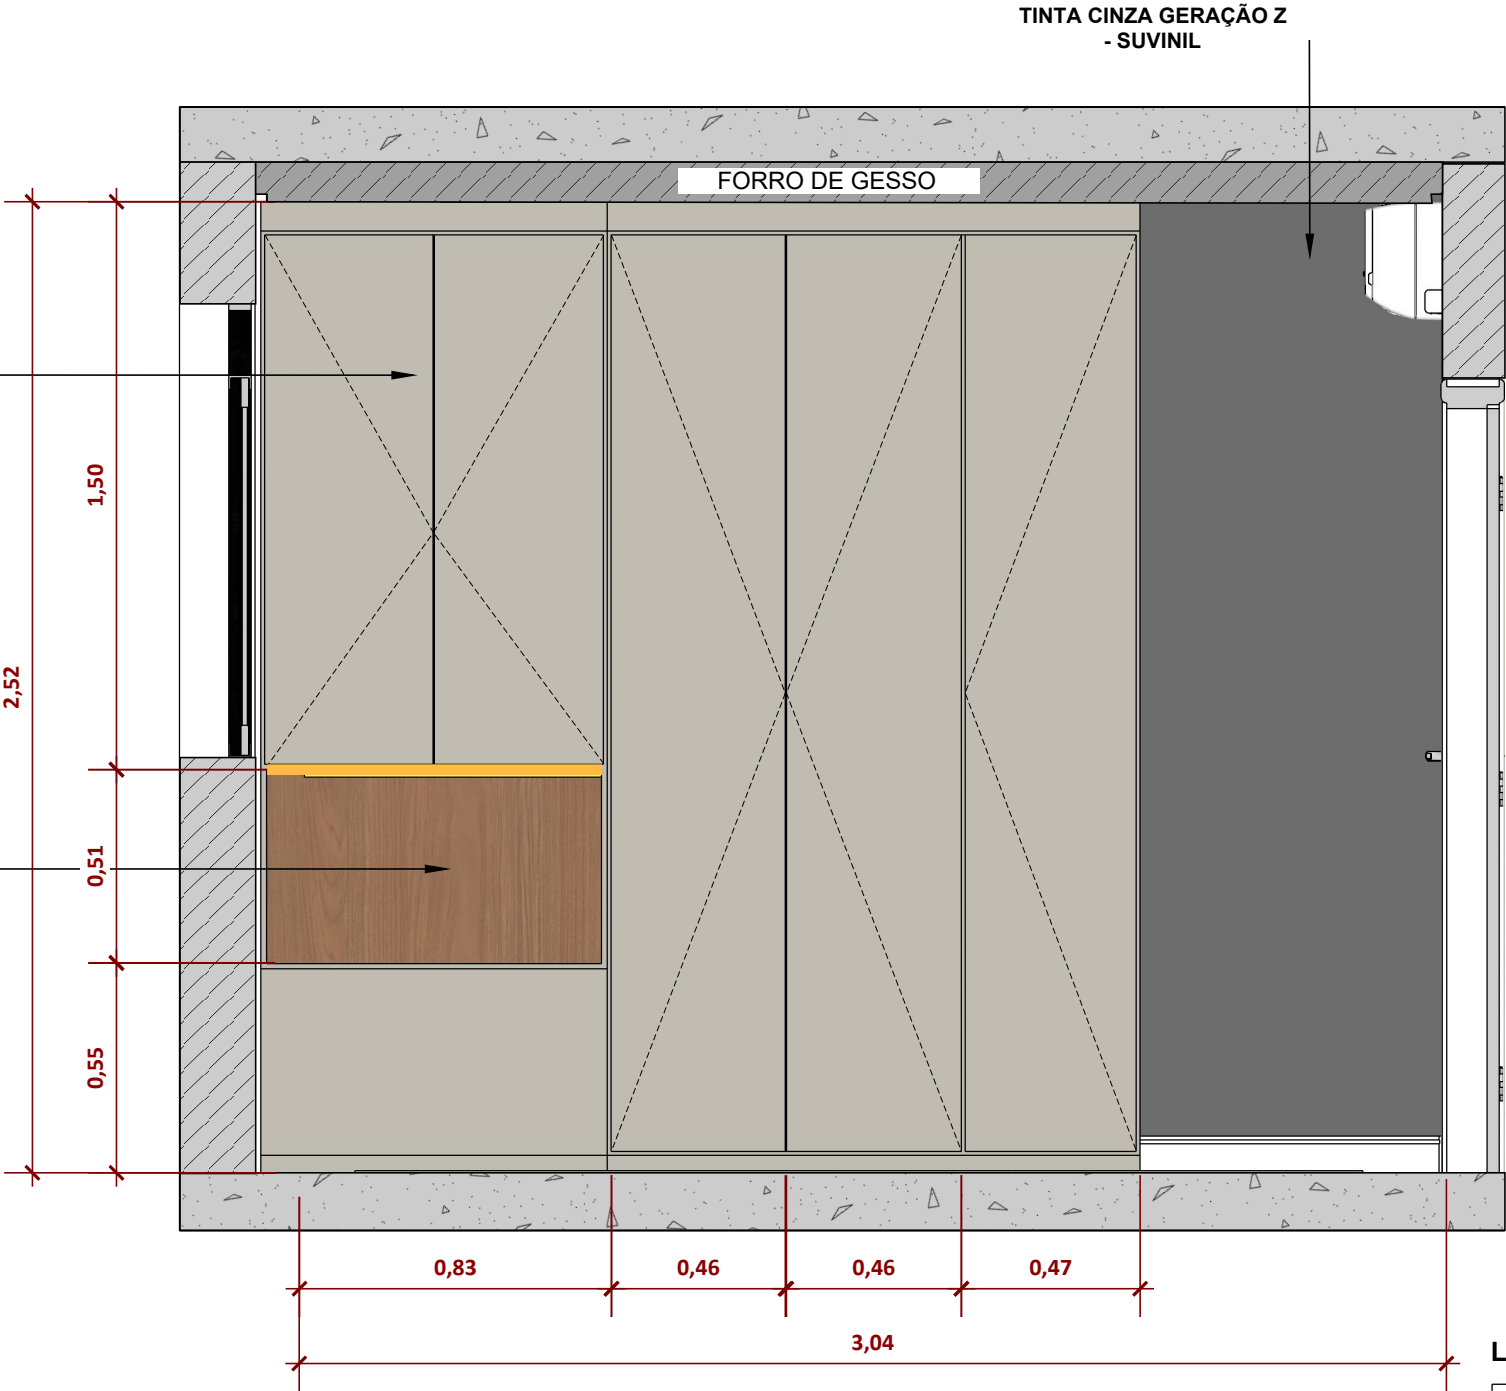 TINTA CINZA GERAÇÃO Z
- SUVINIL
FORRO DE GESSO
1,50
2,52
0,51
0,55
0,83
0,46
0,46
0,47
3,04
L